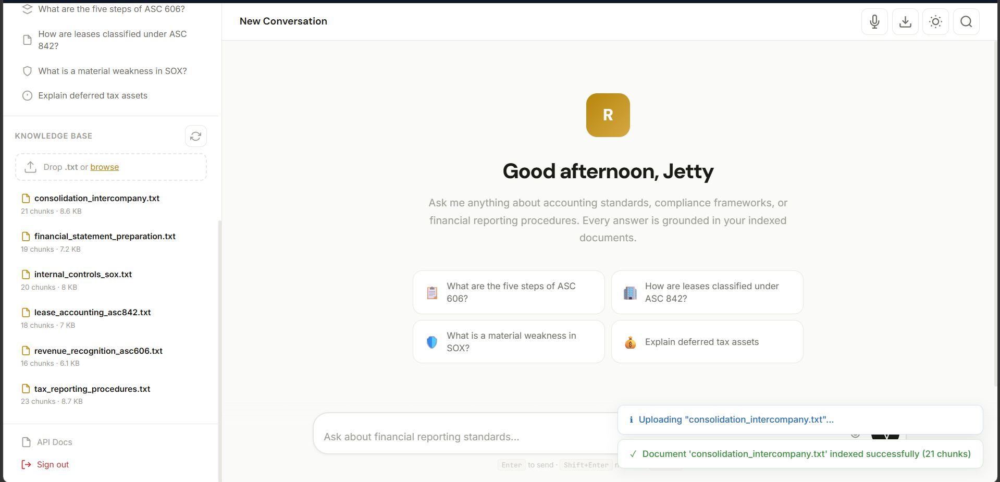 What are the five steps of ASC 606?
How are leases classified under ASC
842?
What is a material weakness in SOX?
Explain deferred tax assets
KNOWLEDGE BASE
Drop .txt or browse
consolidation_intercompany.txt
21 chunks · 8.6 KB
financial_statement_preparation.txt
19 chunks · 7.2 KB
internal_controls_sox.txt
20 chunks · 8 KB
lease_accounting_asc842.txt
18 chunks · 7 KB
revenue_recognition_asc606.txt
16 chunks · 6.1 KB
tax_reporting_procedures.txt
23 chunks · 8.7 KB
API Docs
Sign out
New Conversation
R
Good afternoon, Jetty
Ask me anything about accounting standards, compliance frameworks, or
financial reporting procedures. Every answer is grounded in your indexed
documents.
What are the five steps of ASC
606?
How are leases classified under
ASC 842?
What is a material weakness in
SOX?
Explain deferred tax assets
Ask about financial reporting standards...
Enter to send · Shift+Enter
Uploading "consolidation_intercompany.txt"...
✓ Document 'consolidation_intercompany.txt' indexed successfully (21 chunks)